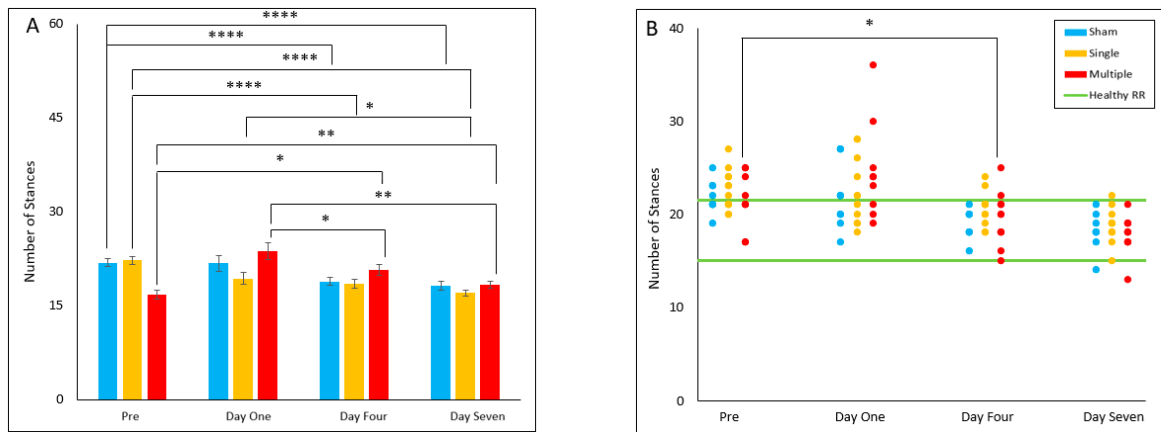 A
60
45
30
15
0
Number of Stances
****
****
****
****
*
**
*
**
*
Pre
Day One
Day Four
Day Seven
B
40
30
20
10
0
Number of Stances
*
Sham
Single
Multiple
Healthy RR
Pre
Day One
Day Four
Day Seven